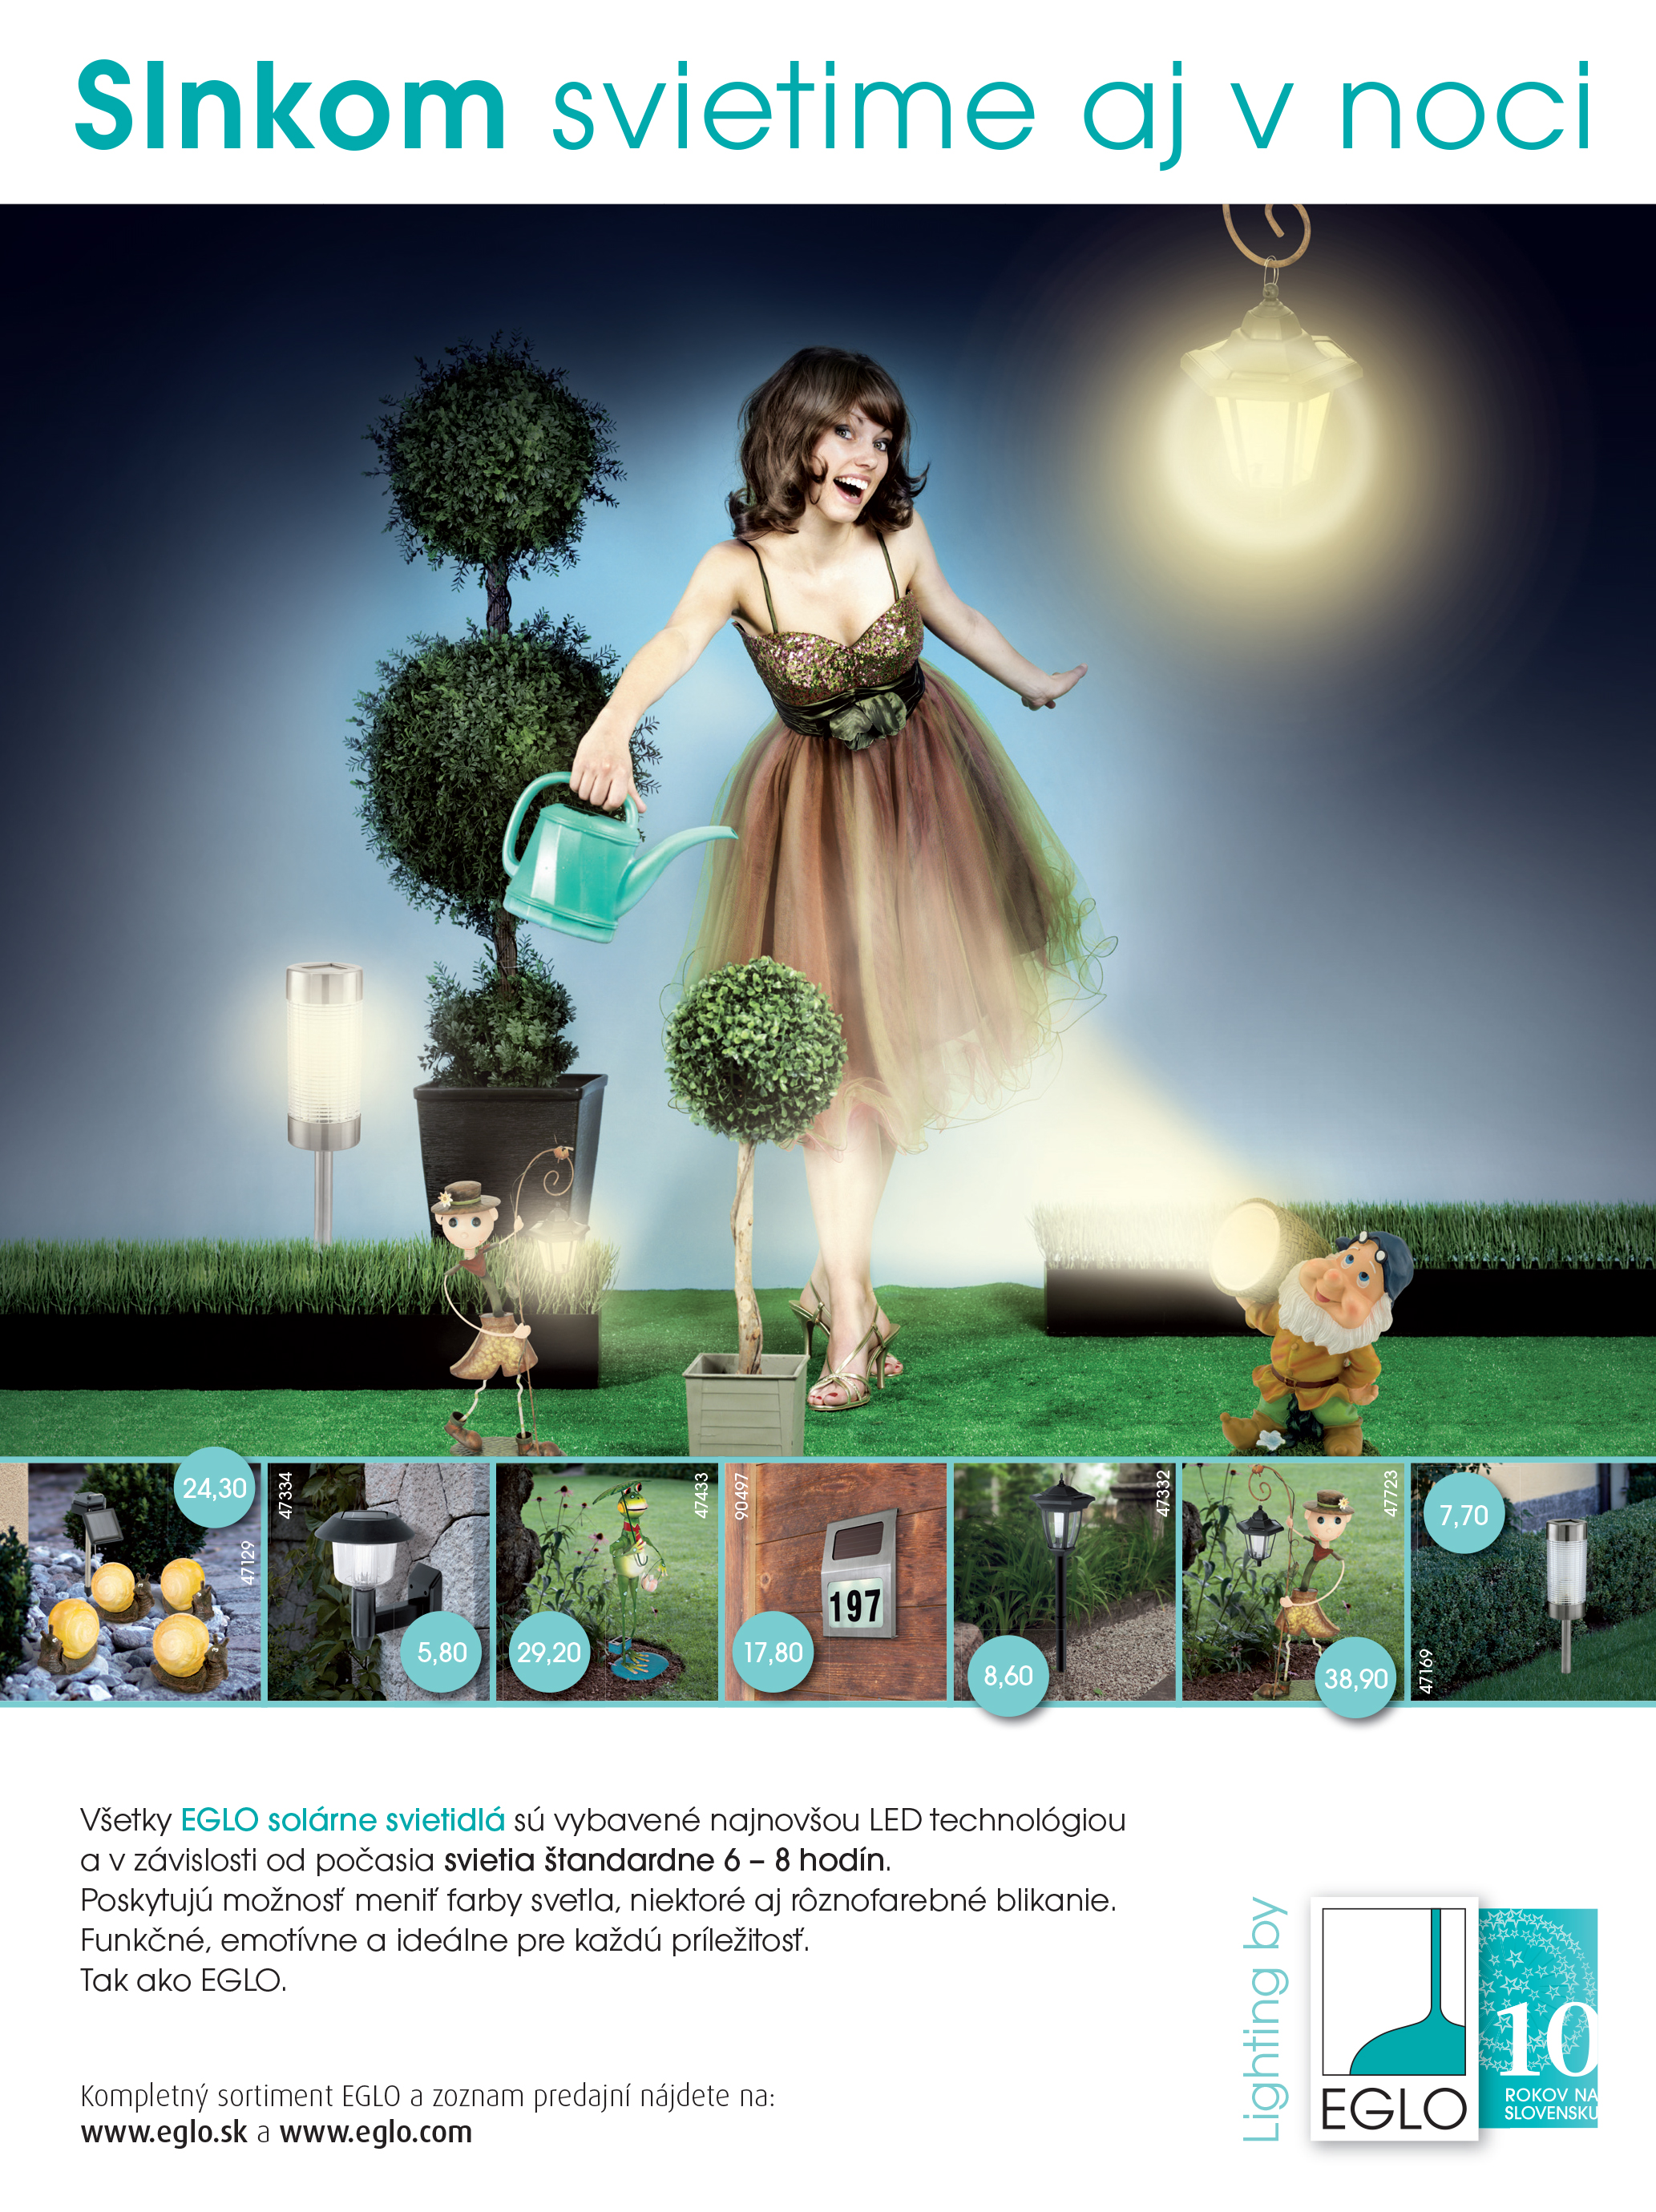 Slnkom svietime aj v noci
24,30
47129
47334
5,80
47433
29,20
90497
197
17,80
47332
8,60
47723
38,90
7,70
47169
Všetky EGLO solárne svietidlá sú vybavené najnovšou LED technológiou
a v závislosti od počasia svietia štandardne 6 – 8 hodín.
Poskytujú možnosť meniť farby svetla, niektoré aj rôznofarebné blikanie.
Funkčné, emotívne a ideálne pre každú príležitosť.
Tak ako EGLO.
Kompletný sortiment EGLO a zoznam predajní nájdete na:
www.eglo.sk a www.eglo.com
Lighting by
EGLO
10
ROKOV NA
SLOVENSKU